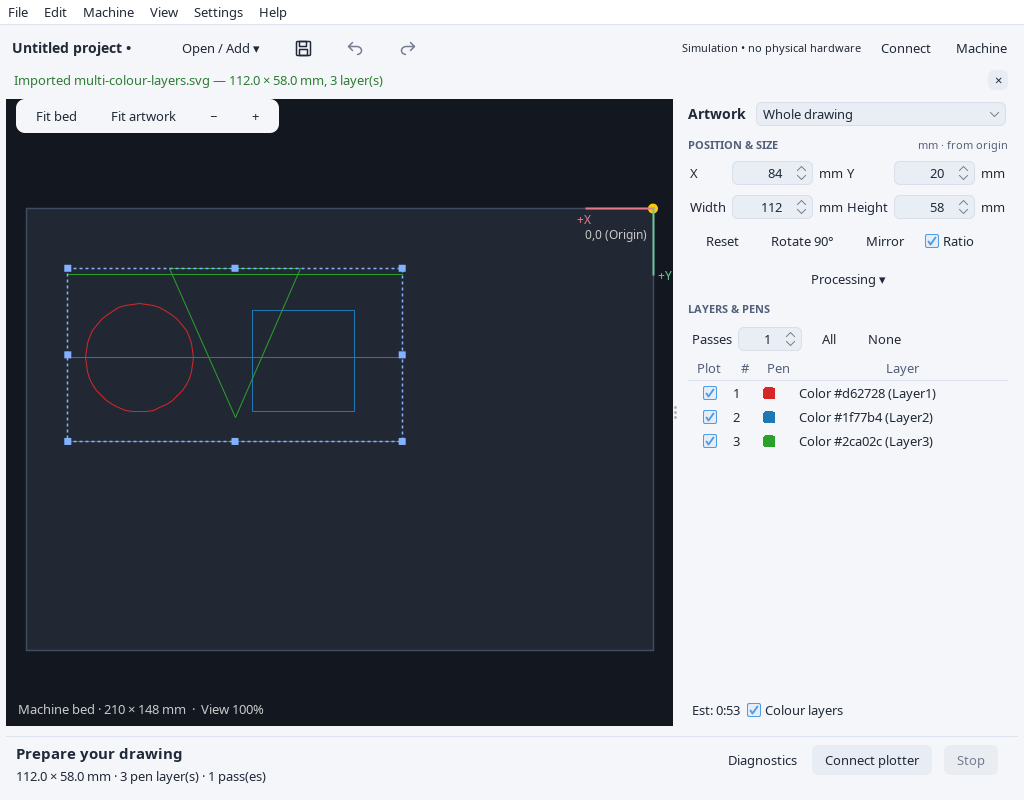 File Edit Machine View Settings Help
Untitled project • Open / Add ▾ Simulation • no physical hardware Connect Machine
Imported multi-colour-layers.svg — 112.0 × 58.0 mm, 3 layer(s) ×
Fit bed Fit artwork − +
Artwork Whole drawing
POSITION & SIZE mm · from origin
X 84 mm Y 20 mm
Width 112 mm Height 58 mm
+X
0,0 (Origin)
+Y
Reset Rotate 90° Mirror Ratio
Processing ▾
LAYERS & PENS
Passes 1 All None
Plot # Pen Layer
1 Color #d62728 (Layer1)
2 Color #1f77b4 (Layer2)
3 Color #2ca02c (Layer3)
Machine bed · 210 × 148 mm · View 100%
Est: 0:53 Colour layers
Prepare your drawing
112.0 × 58.0 mm · 3 pen layer(s) · 1 pass(es)
Diagnostics Connect plotter Stop